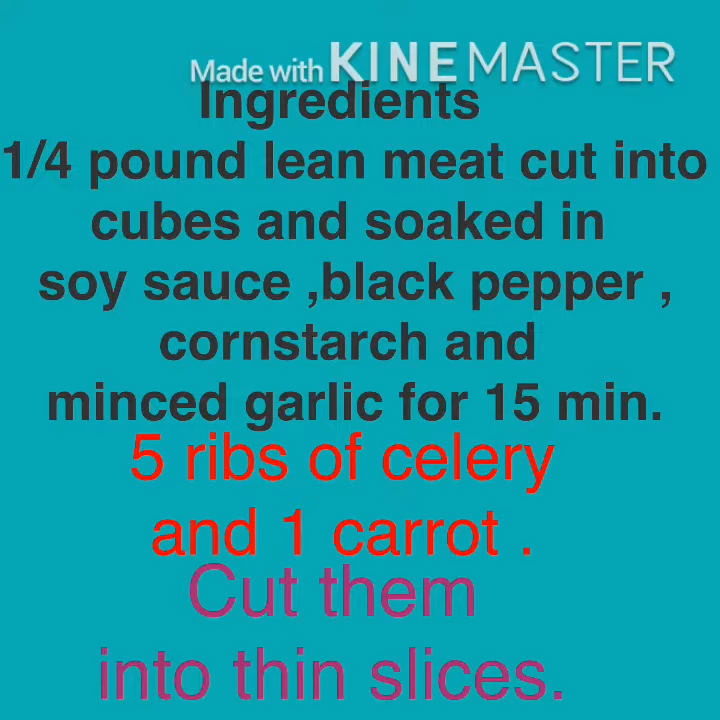 Made with KINEMASTER
Ingredients
1/4 pound lean meat cut into
cubes and soaked in
soy sauce ,black pepper ,
cornstarch and
minced garlic for 15 min.
5 ribs of celery
and 1 carrot .
Cut them
into thin slices.